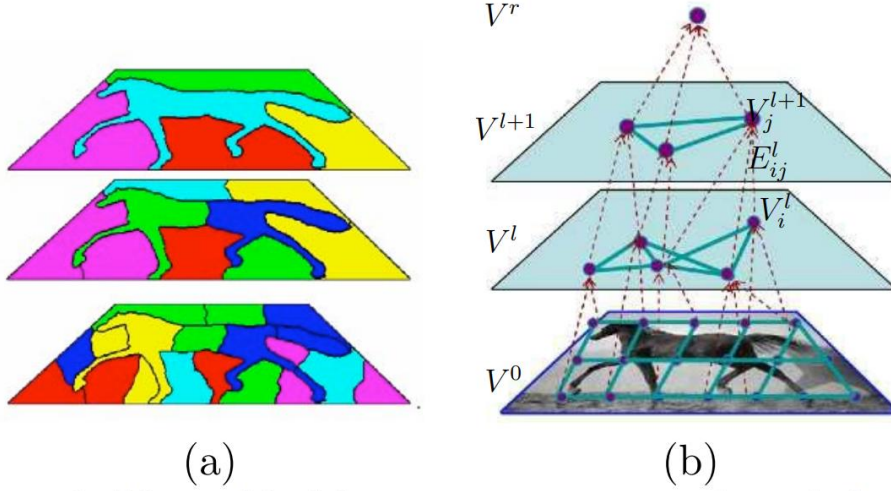 V^r
V^{l+1}
V_j^{l+1}
E_{ij}^l
V^l
V_i^l
V^0
(a)
(b)